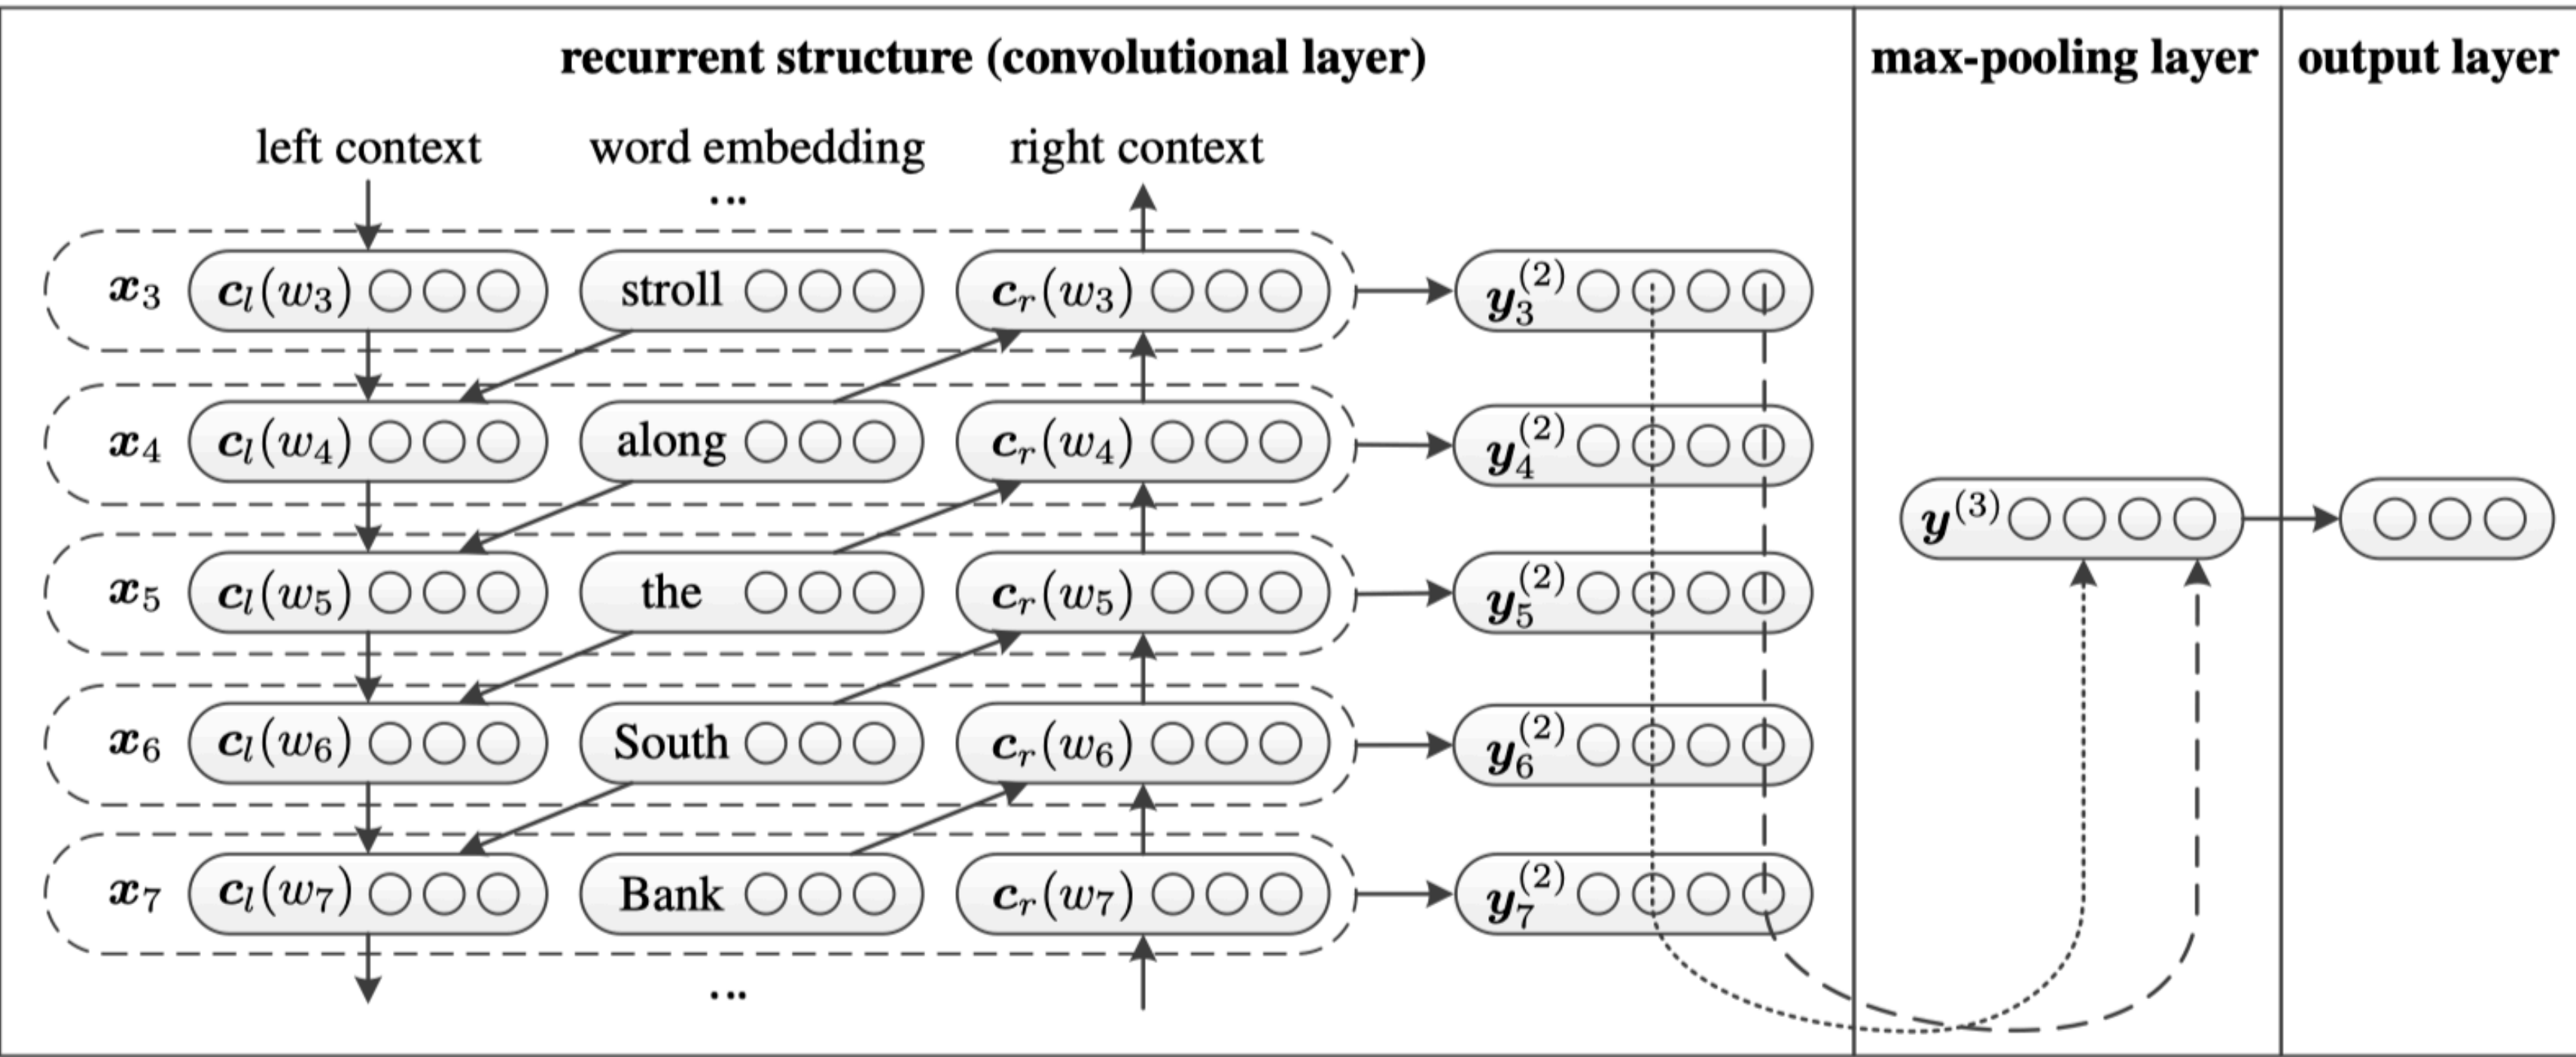 recurrent structure (convolutional layer) max-pooling layer output layer
left context word embedding right context
...
x₃ cₗ(w₃) stroll cᵣ(w₃) y₃⁽²⁾
x₄ cₗ(w₄) along cᵣ(w₄) y₄⁽²⁾
y⁽³⁾
x₅ cₗ(w₅) the cᵣ(w₅) y₅⁽²⁾
x₆ cₗ(w₆) South cᵣ(w₆) y₆⁽²⁾
x₇ cₗ(w₇) Bank cᵣ(w₇) y₇⁽²⁾
...